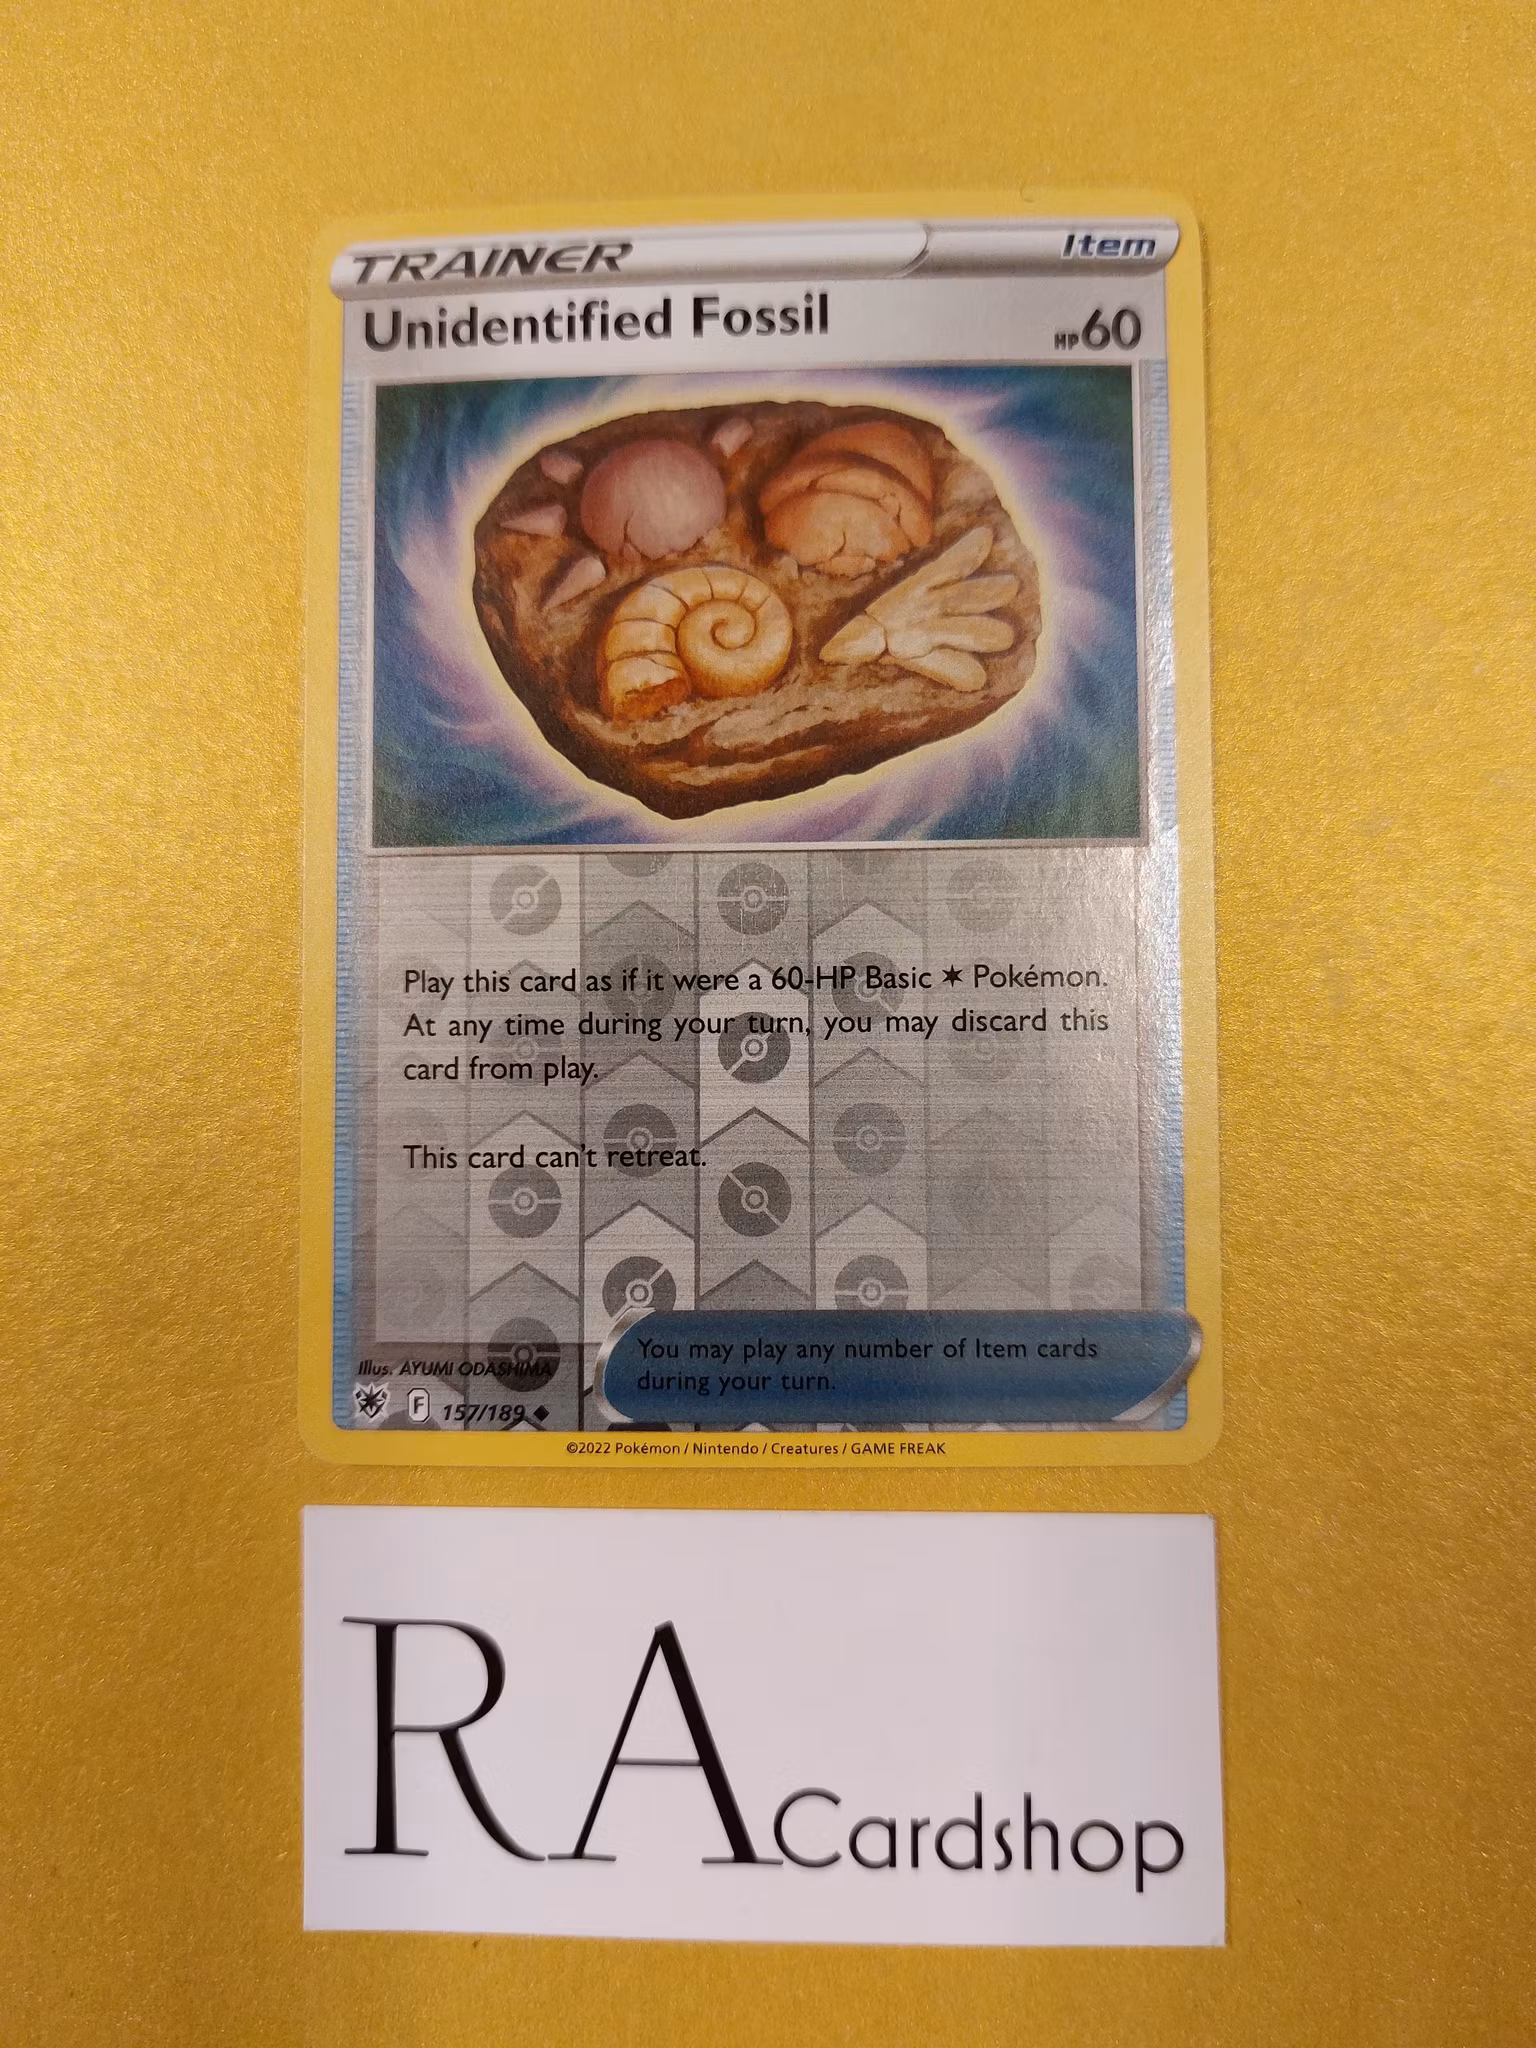 TRAINER
Item
Unidentified Fossil
HP 60
Play this card as if it were a 60-HP Basic ✶ Pokémon.
At any time during your turn, you may discard this
card from play.
This card can't retreat.
You may play any number of Item cards
during your turn.
Illus. AYUMI ODASHIMA
F 157/189 ◆
©2022 Pokémon / Nintendo / Creatures / GAME FREAK
RA Cardshop